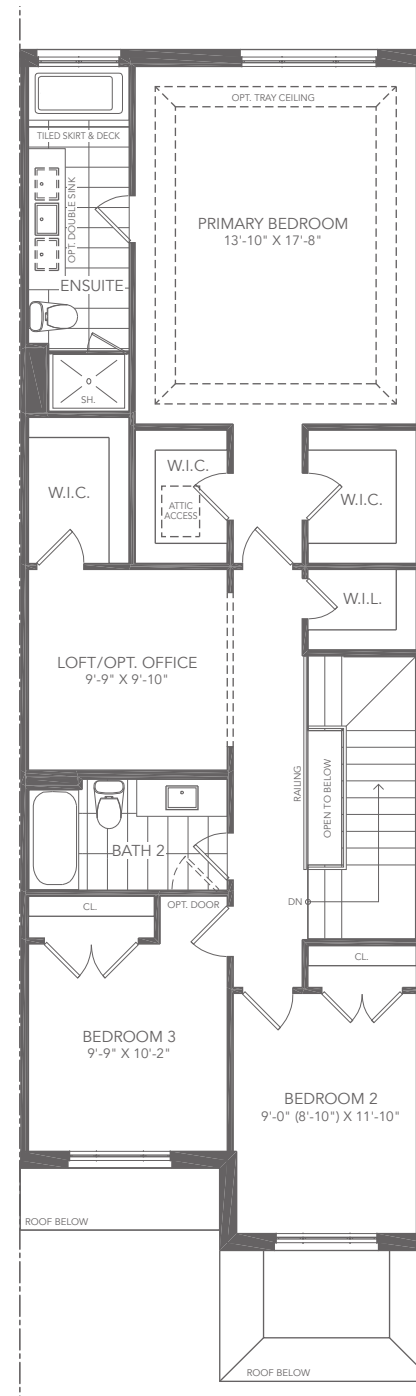 OPT. TRAY CEILING
TILED SKIRT & DECK
OPT. DOUBLE SINK
PRIMARY BEDROOM
13'-10" X 17'-8"
ENSUITE
SH.
W.I.C.
W.I.C.
ATTIC
ACCESS
W.I.C.
W.I.L.
LOFT/OPT. OFFICE
9'-9" X 9'-10"
RAILING
OPEN TO BELOW
BATH 2
DN
CL.
OPT. DOOR
CL.
BEDROOM 3
9'-9" X 10'-2"
BEDROOM 2
9'-0" (8'-10") X 11'-10"
ROOF BELOW
ROOF BELOW